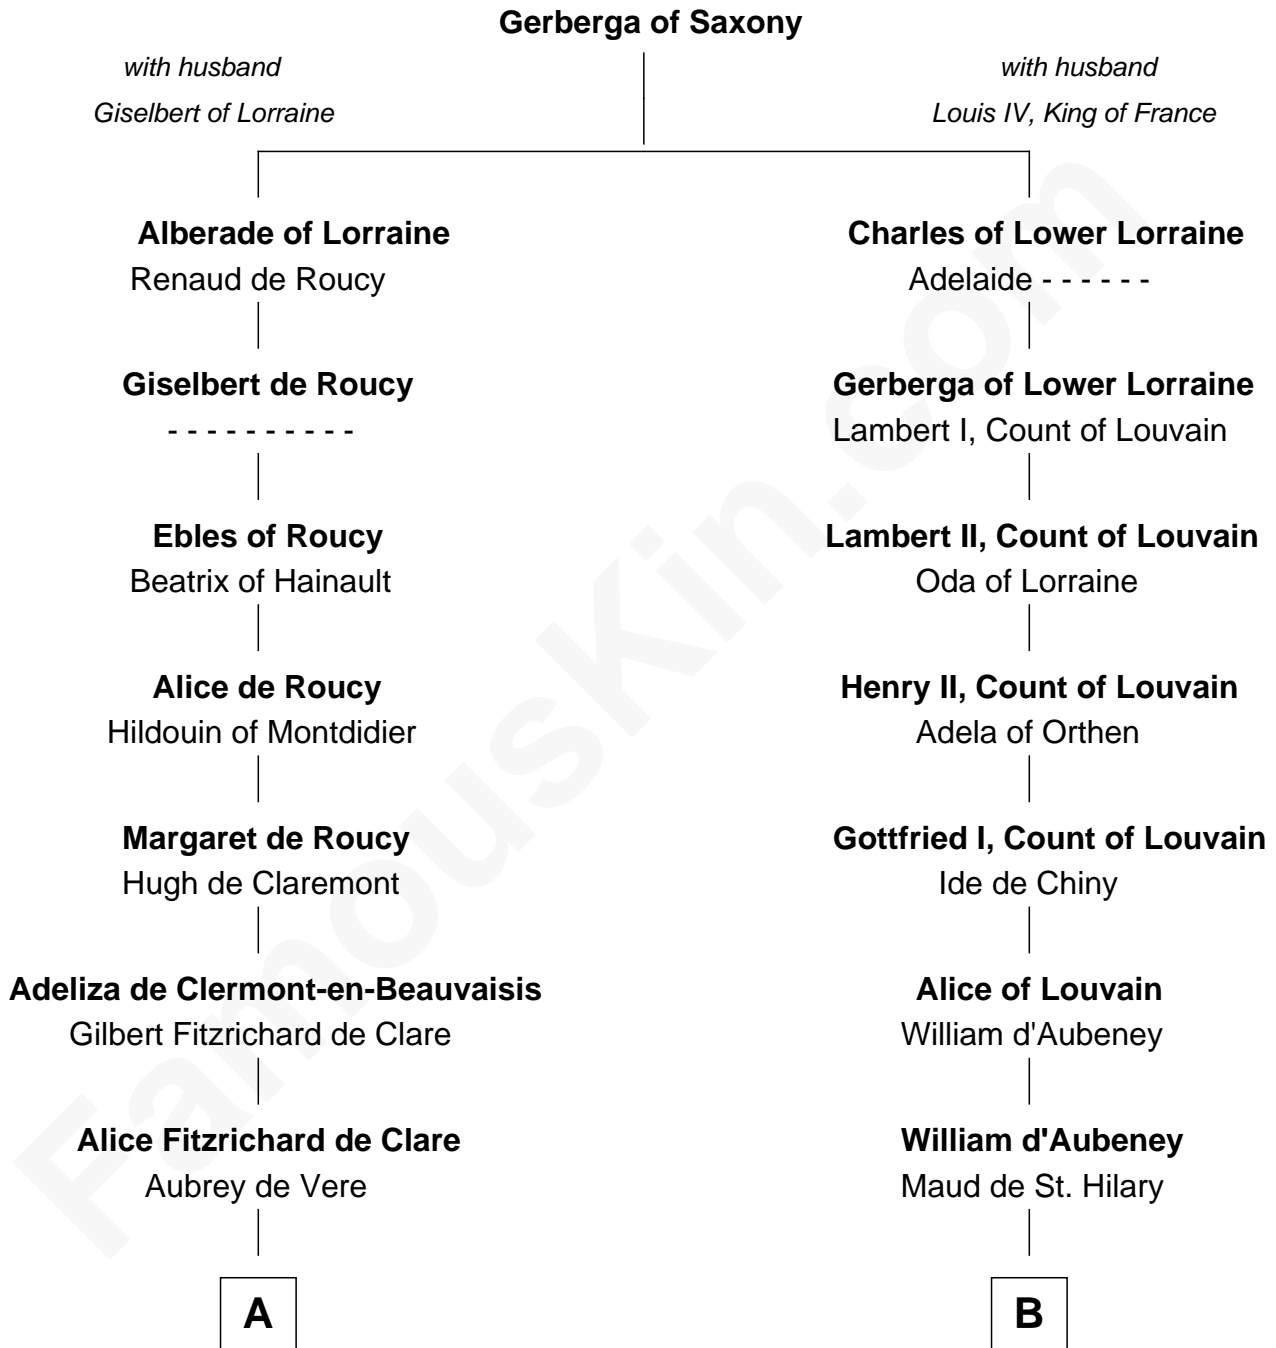 Gerberga of Saxony
with husband
Giselbert of Lorraine
with husband
Louis IV, King of France
Alberade of Lorraine
Renaud de Roucy
Charles of Lower Lorraine
Adelaide - - - - - -
Giselbert de Roucy
- - - - - - - - - -
Gerberga of Lower Lorraine
Lambert I, Count of Louvain
Ebles of Roucy
Beatrix of Hainault
Lambert II, Count of Louvain
Oda of Lorraine
Alice de Roucy
Hildouin of Montdidier
Henry II, Count of Louvain
Adela of Orthen
Margaret de Roucy
Hugh de Claremont
Gottfried I, Count of Louvain
Ide de Chiny
Adeliza de Clermont-en-Beauvaisis
Gilbert Fitzrichard de Clare
Alice of Louvain
William d'Aubeney
Alice Fitzrichard de Clare
Aubrey de Vere
William d'Aubeney
Maud de St. Hilary
A
B
FamousKin.com